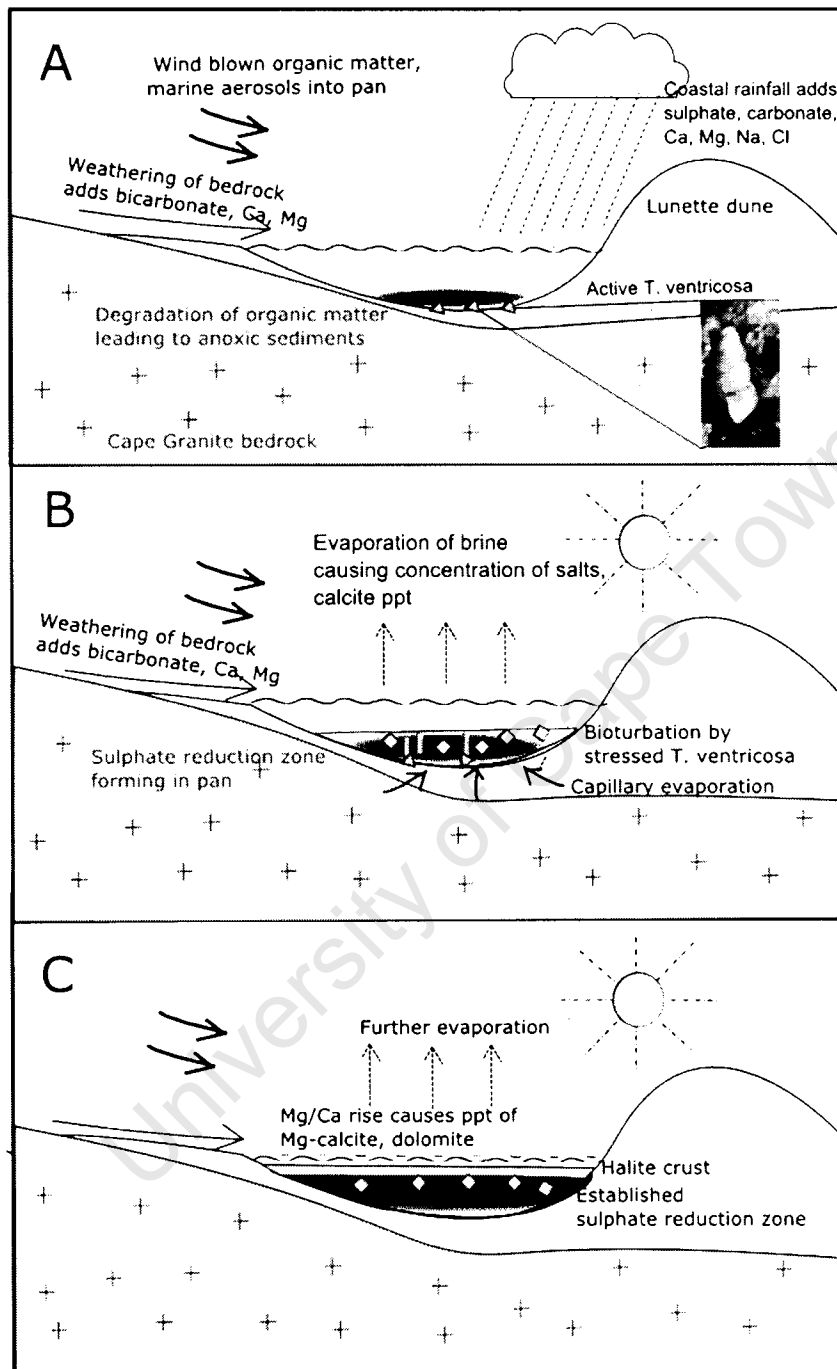 A
Wind blown organic matter,
marine aerosols into pan
Coastal rainfall adds
sulphate, carbonate,
Ca, Mg, Na, Cl
Weathering of bedrock
adds bicarbonate, Ca, Mg
Lunette dune
Active T. ventricosa
Degradation of organic matter
leading to anoxic sediments
Cape Granite bedrock
B
Evaporation of brine
causing concentration of salts,
calcite ppt
Weathering of bedrock
adds bicarbonate, Ca, Mg
Sulphate reduction zone
forming in pan
Bioturbation by
stressed T. ventricosa
Capillary evaporation
C
Further evaporation
Mg/Ca rise causes ppt of
Mg-calcite, dolomite
Halite crust
Established
sulphate reduction zone
University of Cape Town